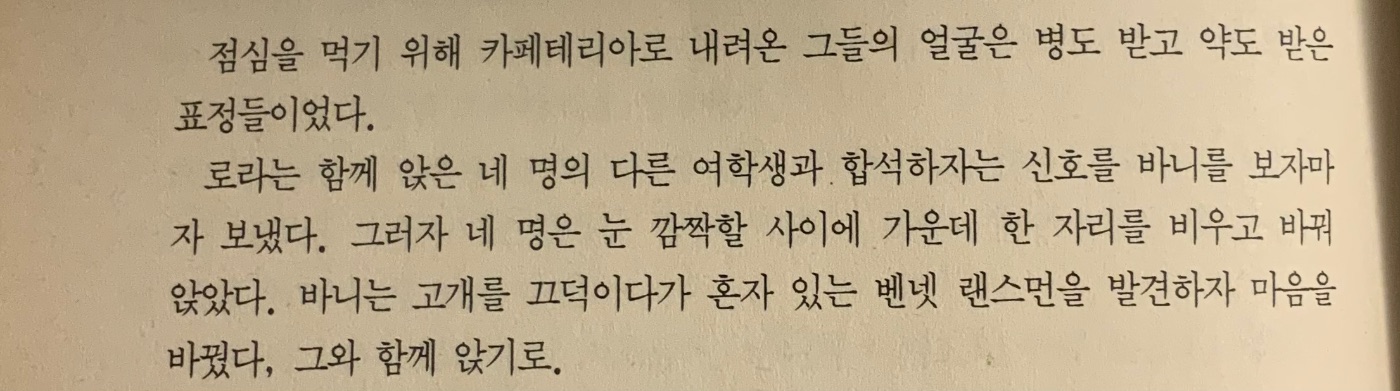 점심을 먹기 위해 카페테리아로 내려온 그들의 얼굴은 병도 받고 약도 받은
표정들이었다.
로라는 함께 앉은 네 명의 다른 여학생과 합석하자는 신호를 바니를 보자마
자 보냈다. 그러자 네 명은 눈 깜짝할 사이에 가운데 한 자리를 비우고 바꿔
앉았다. 바니는 고개를 끄덕이다가 혼자 있는 벤넷 랜스먼을 발견하자 마음을
바꿨다, 그와 함께 앉기로.